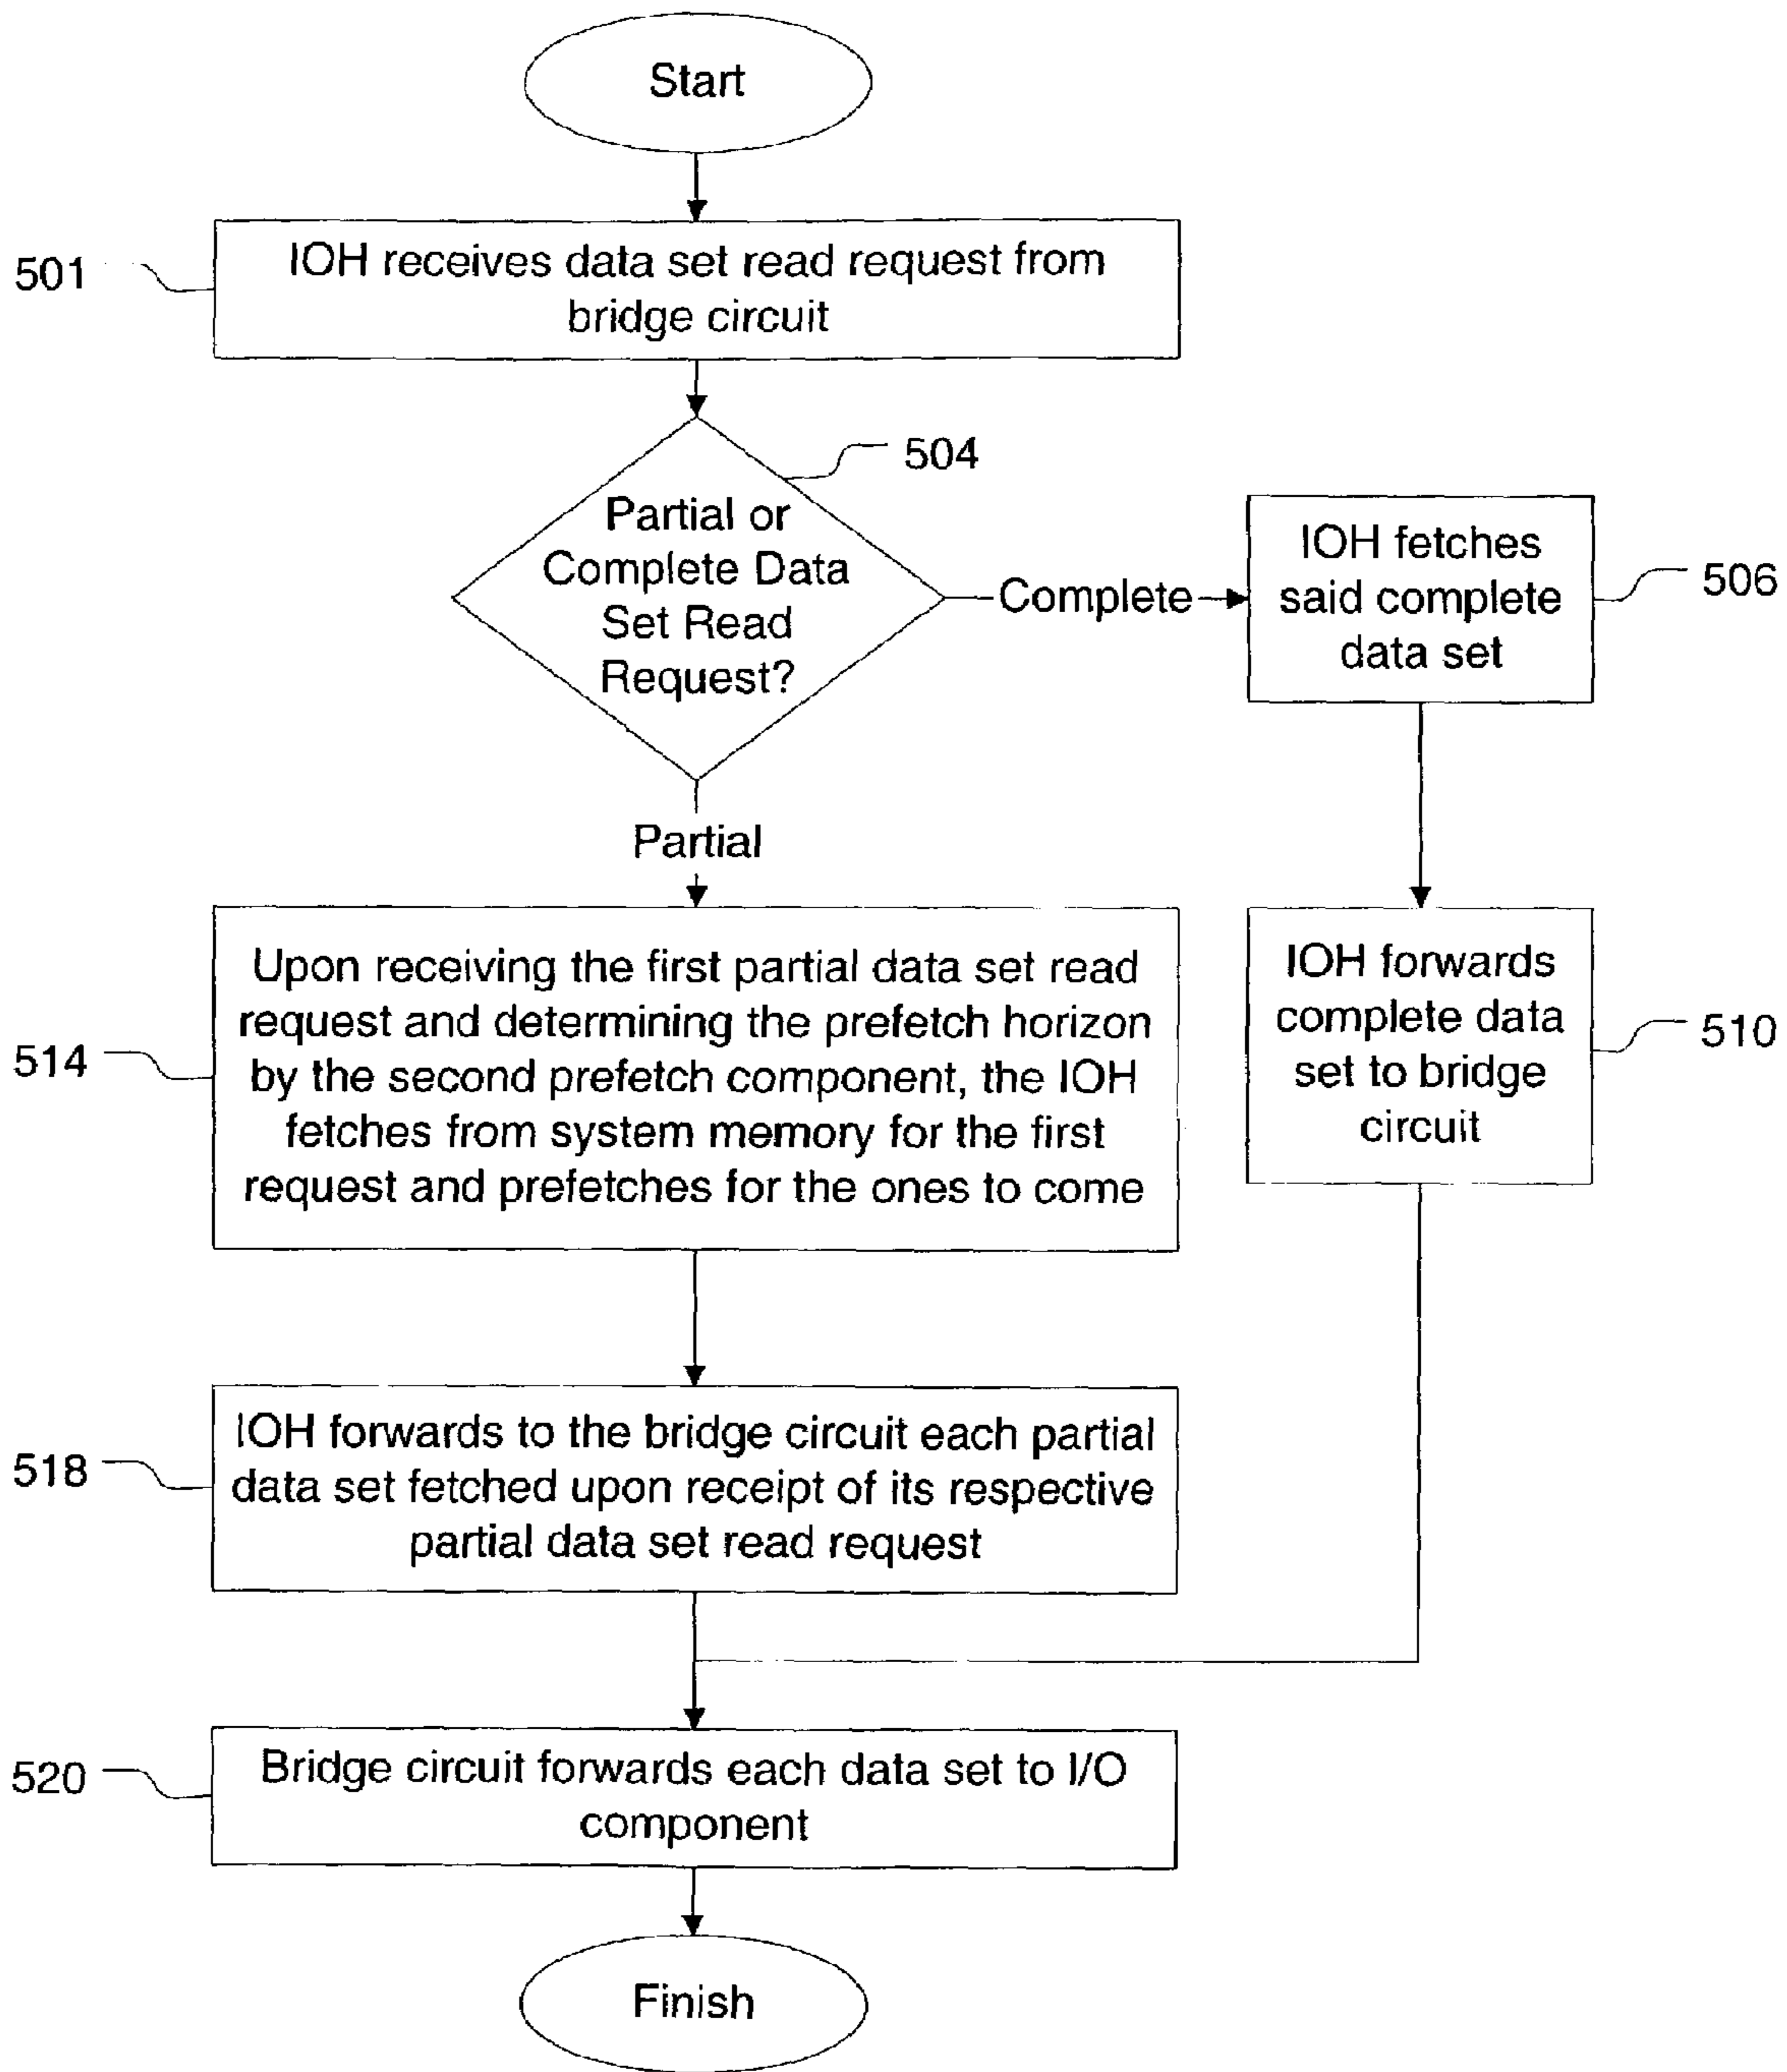 Start
501
IOH receives data set read request from
bridge circuit
504
Partial or
Complete Data
Set Read
Request?
Complete
IOH fetches
said complete
data set
506
Partial
514
Upon receiving the first partial data set read
request and determining the prefetch horizon
by the second prefetch component, the IOH
fetches from system memory for the first
request and prefetches for the ones to come
IOH forwards
complete data
set to bridge
circuit
510
518
IOH forwards to the bridge circuit each partial
data set fetched upon receipt of its respective
partial data set read request
520
Bridge circuit forwards each data set to I/O
component
Finish